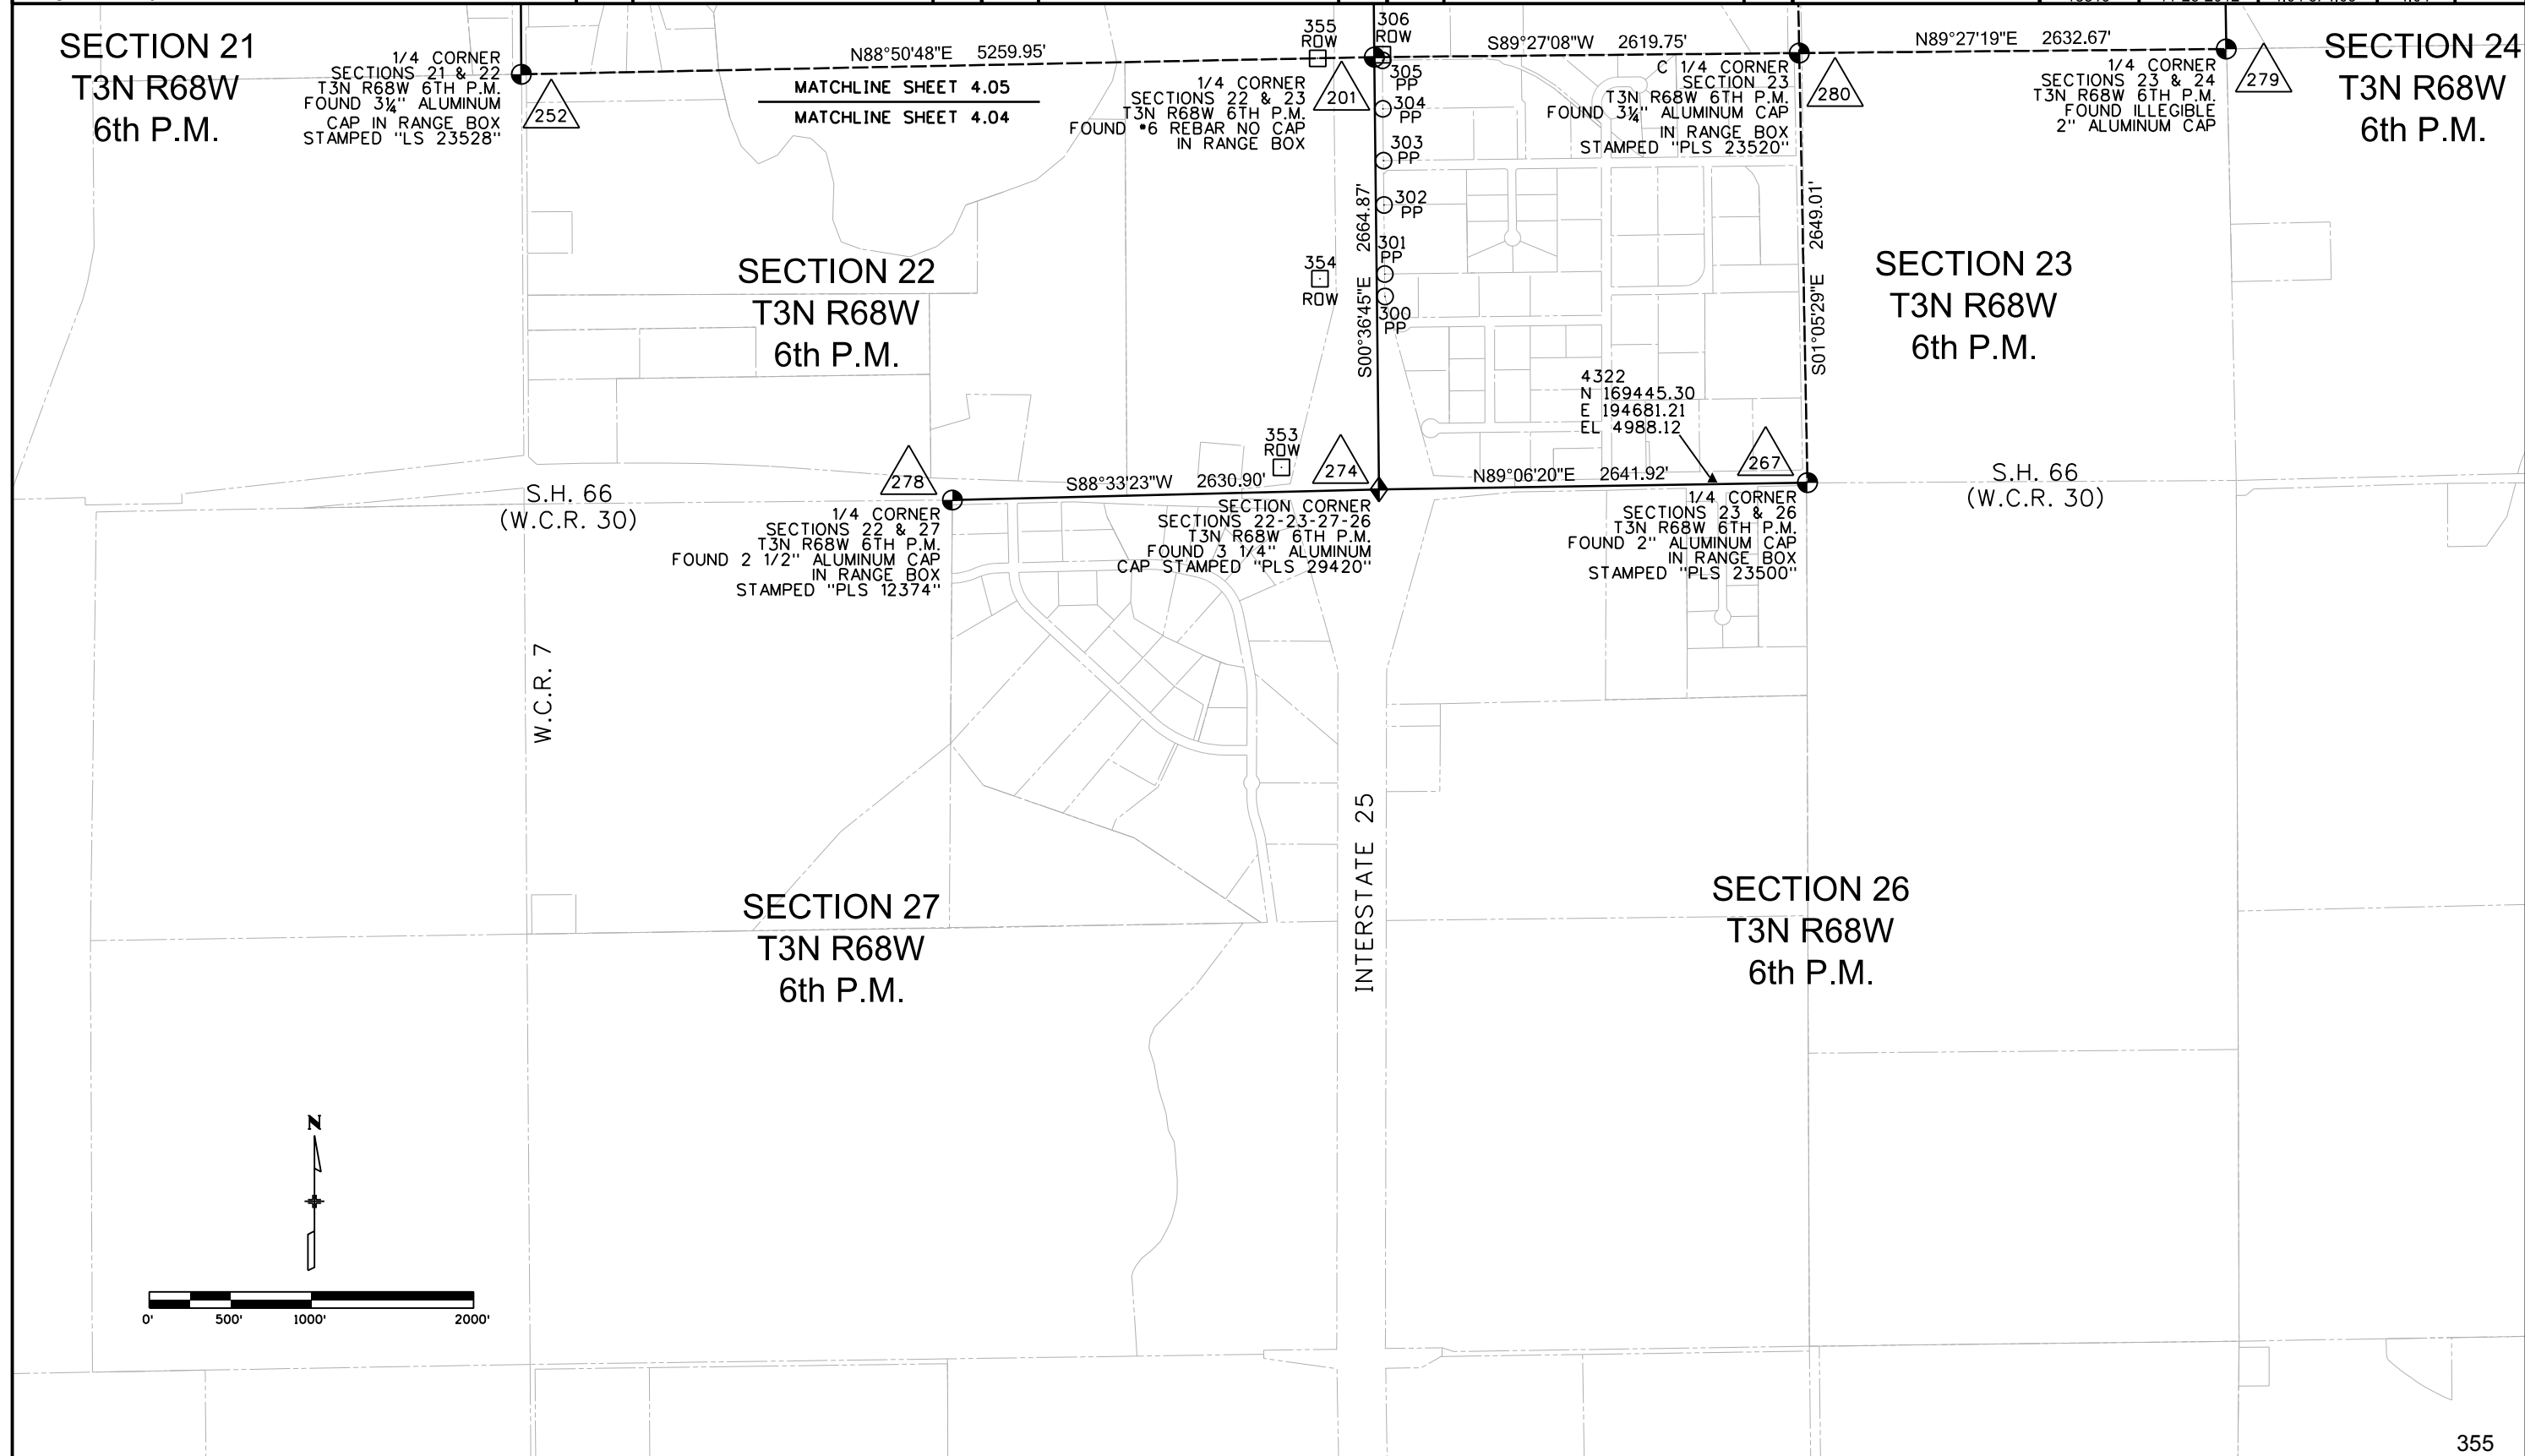 SECTION 21
T3N R68W
6th P.M.
1/4 CORNER
SECTIONS 21 & 22
T3N R68W 6TH P.M.
FOUND 3¼" ALUMINUM
CAP IN RANGE BOX
STAMPED "LS 23528"
252
N88°50'48"E 5259.95'
MATCHLINE SHEET 4.05
MATCHLINE SHEET 4.04
355
ROW
306
ROW
1/4 CORNER
SECTIONS 22 & 23
T3N R68W 6TH P.M.
FOUND #6 REBAR NO CAP
IN RANGE BOX
201
305
PP
304
PP
303
PP
302
PP
301
PP
300
PP
S89°27'08"W 2619.75'
C 1/4 CORNER
SECTION 23
T3N R68W 6TH P.M.
FOUND 3¼" ALUMINUM CAP
IN RANGE BOX
STAMPED "PLS 23520"
280
N89°27'19"E 2632.67'
1/4 CORNER
SECTIONS 23 & 24
T3N R68W 6TH P.M.
FOUND ILLEGIBLE
2" ALUMINUM CAP
279
SECTION 24
T3N R68W
6th P.M.
SECTION 22
T3N R68W
6th P.M.
354
ROW
S00°36'45"E 2664.87'
S01°05'29"E 2649.01'
SECTION 23
T3N R68W
6th P.M.
4322
N 169445.30
E 194681.21
EL 4988.12
353
ROW
278
274
267
S88°33'23"W 2630.90'
N89°06'20"E 2641.92'
S.H. 66
(W.C.R. 30)
S.H. 66
(W.C.R. 30)
1/4 CORNER
SECTIONS 22 & 27
T3N R68W 6TH P.M.
FOUND 2 1/2" ALUMINUM CAP
IN RANGE BOX
STAMPED "PLS 12374"
SECTION CORNER
SECTIONS 22-23-27-26
T3N R68W 6TH P.M.
FOUND 3 1/4" ALUMINUM
CAP STAMPED "PLS 29420"
1/4 CORNER
SECTIONS 23 & 26
T3N R68W 6TH P.M.
FOUND 2" ALUMINUM CAP
IN RANGE BOX
STAMPED "PLS 23500"
W.C.R. 7
INTERSTATE 25
SECTION 27
T3N R68W
6th P.M.
SECTION 26
T3N R68W
6th P.M.
N
0' 500' 1000' 2000'
355